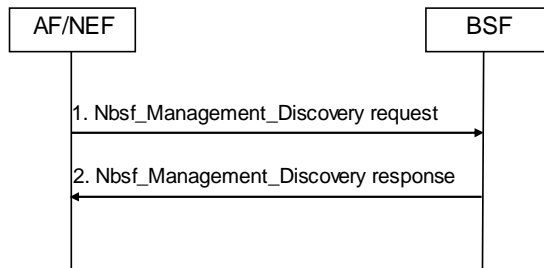 AF/NEF
BSF
1. Nbsf_Management_Discovery request
2. Nbsf_Management_Discovery response